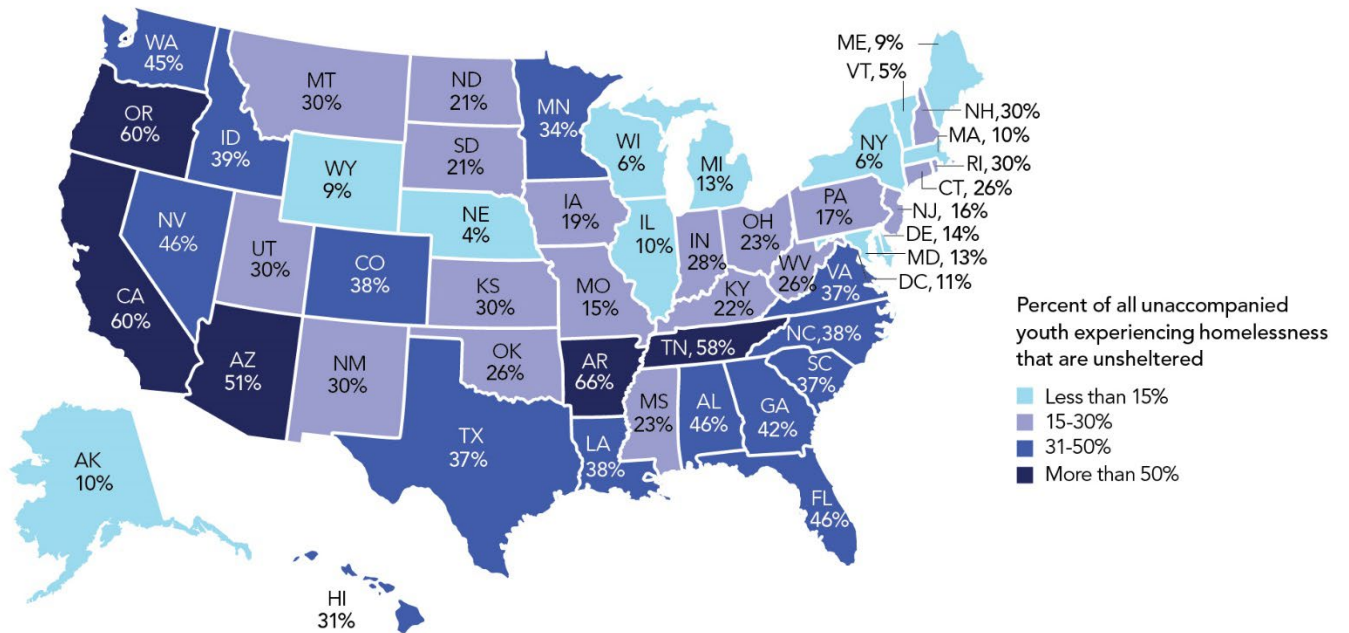 WA
45%
OR
60%
CA
60%
ID
39%
NV
46%
MT
30%
WY
9%
UT
30%
AZ
51%
CO
38%
NM
30%
ND
21%
SD
21%
NE
4%
KS
30%
OK
26%
TX
37%
MN
34%
IA
19%
MO
15%
AR
66%
LA
38%
WI
6%
IL
10%
MI
13%
IN
28%
OH
23%
KY
22%
TN, 58%
MS
23%
AL
46%
GA
42%
FL
46%
SC
37%
NC, 38%
VA
37%
WV
26%
PA
17%
NY
6%
ME, 9%
VT, 5%
NH,30%
MA, 10%
RI, 30%
CT, 26%
NJ, 16%
DE, 14%
MD, 13%
DC, 11%
AK
10%
HI
31%
Percent of all unaccompanied
youth experiencing homelessness
that are unsheltered
Less than 15%
15-30%
31-50%
More than 50%